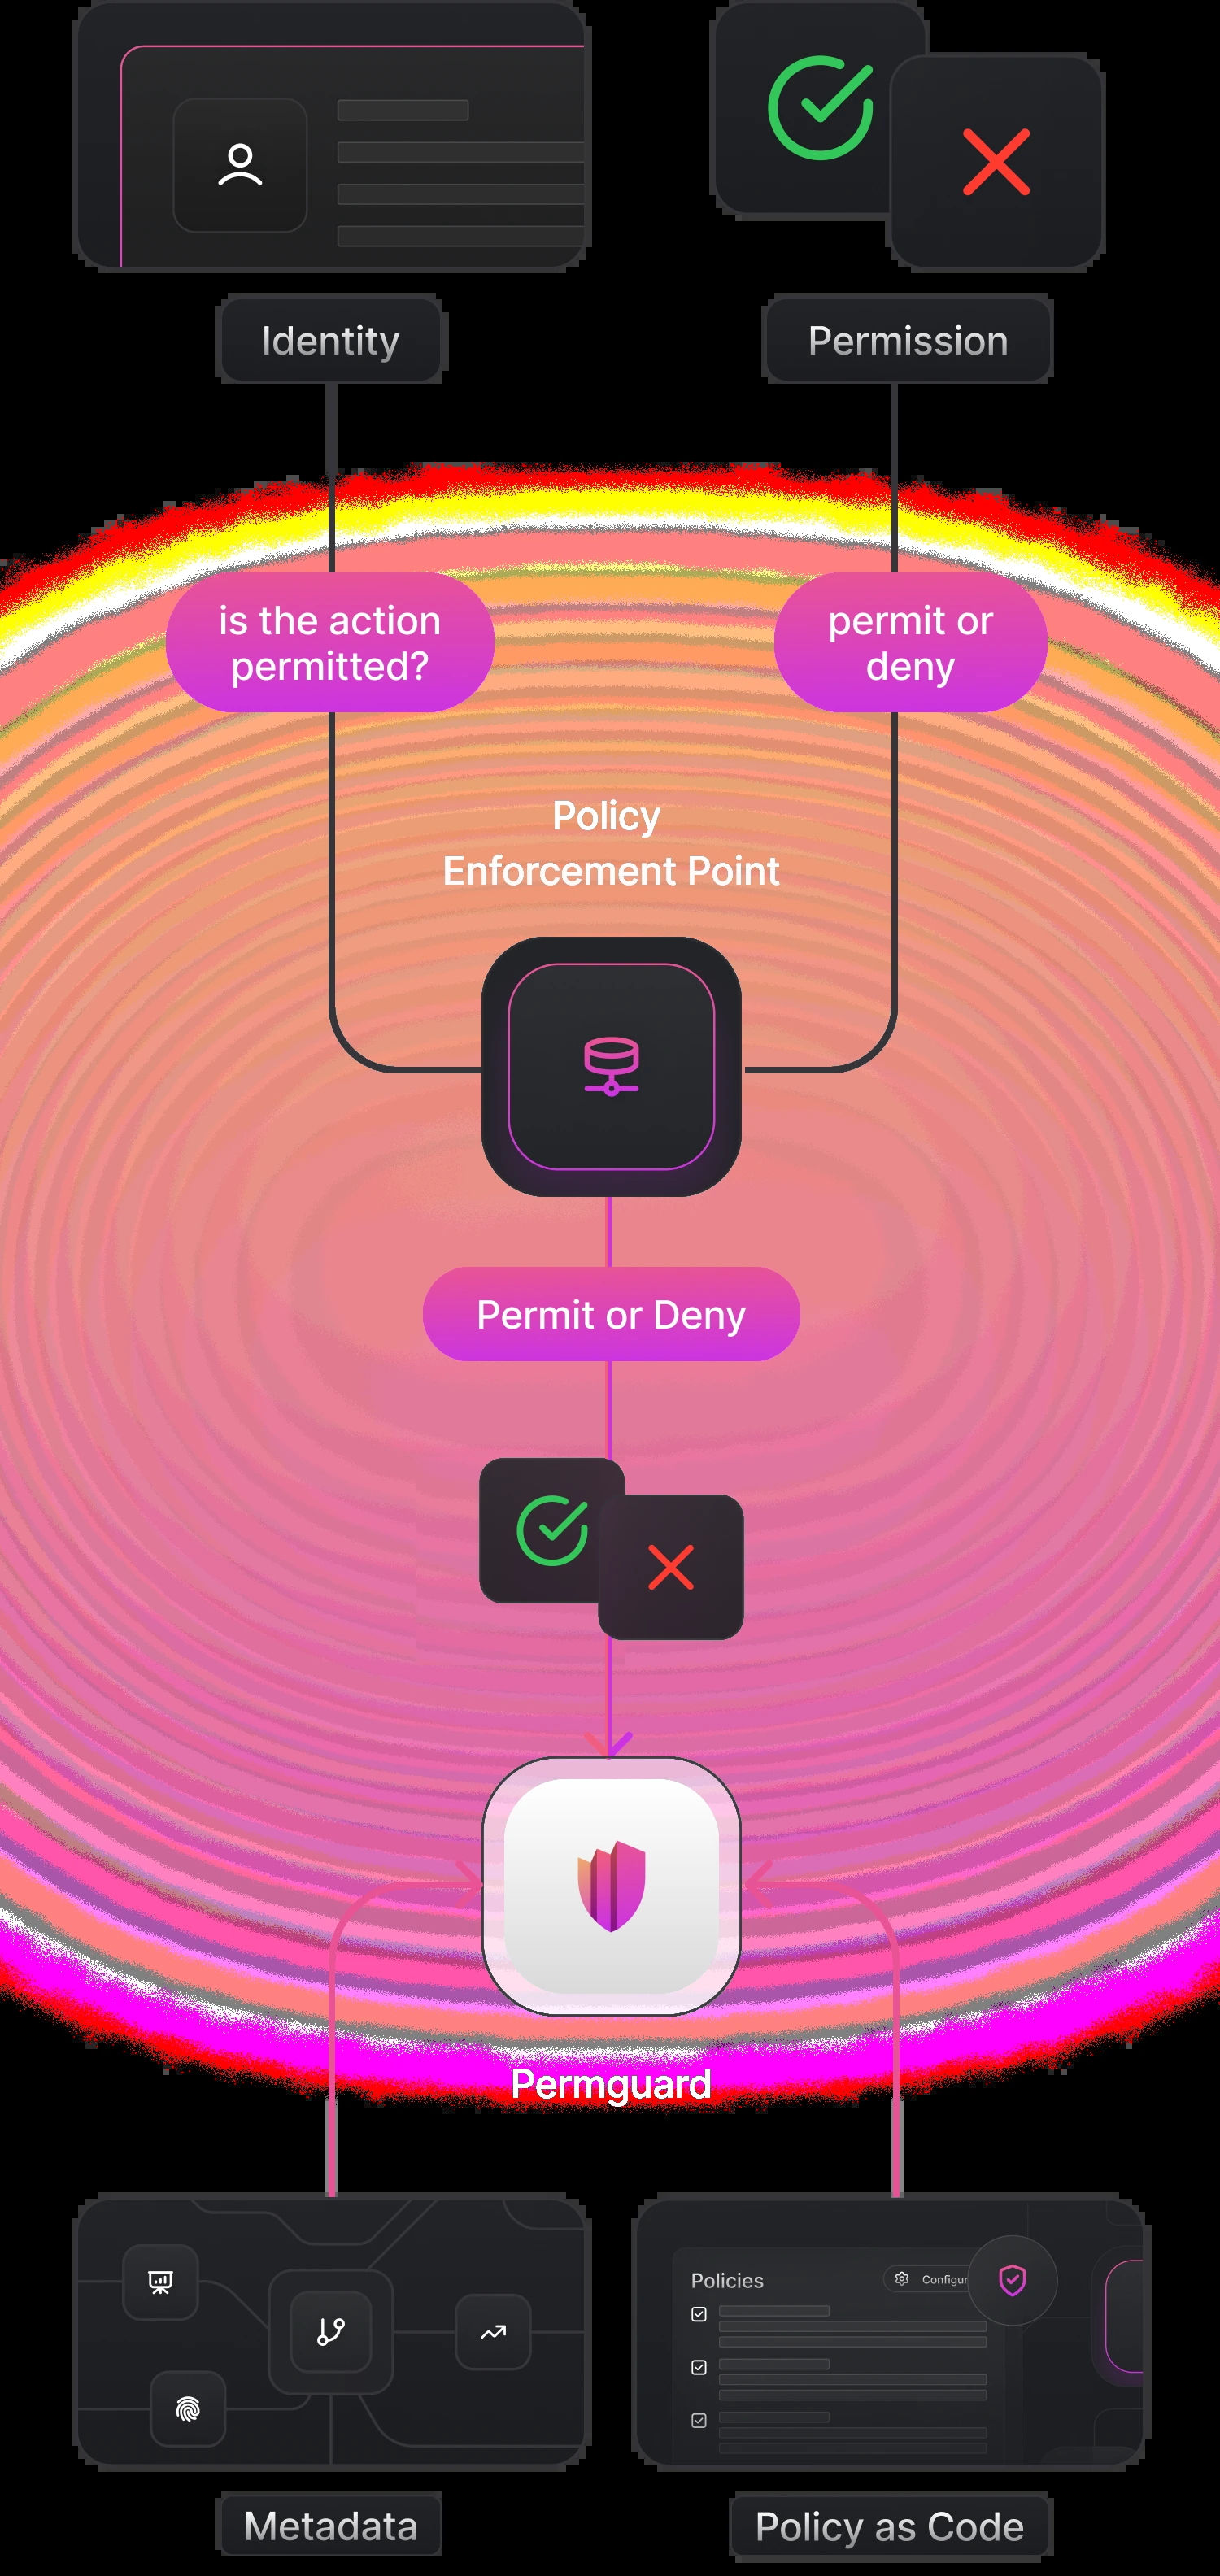 Identity
Permission
is the action
permitted?
permit or
deny
Policy
Enforcement Point
Permit or Deny
Permguard
Policies
Configur
Metadata
Policy as Code